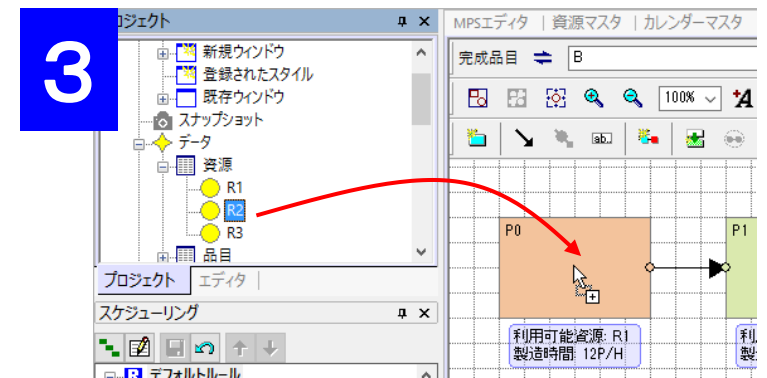 3
プロジェクト
新規ウィンドウ
登録されたスタイル
既存ウィンドウ
スナップショット
データ
資源
R1
R2
R3
品目
プロジェクト エディタ
スケジューリング
デフォルトルール
MPSエディタ 資源マスタ カレンダーマスタ
完成品目 B
100% A
ab..
P0
P1
利用可能資源: R1
製造時間: 12P/H